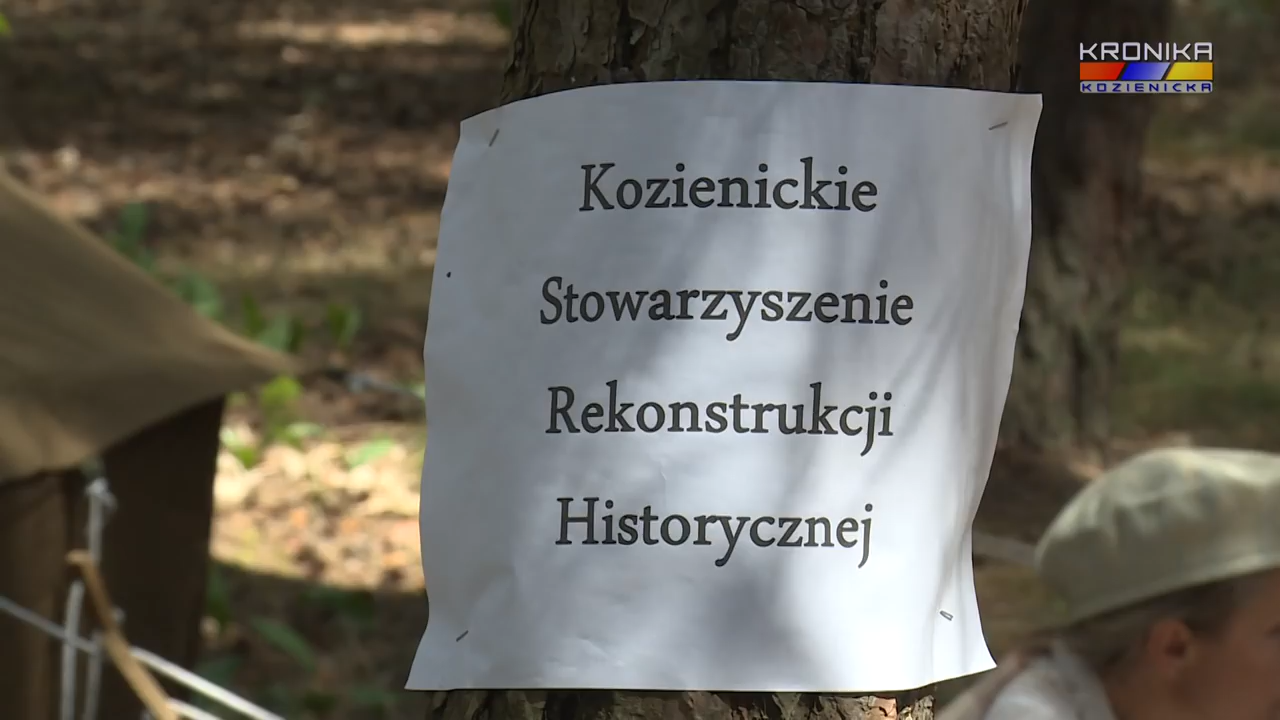 KRONIKA
KOZIENICKA
Kozienickie
Stowarzyszenie
Rekonstrukcji
Historycznej